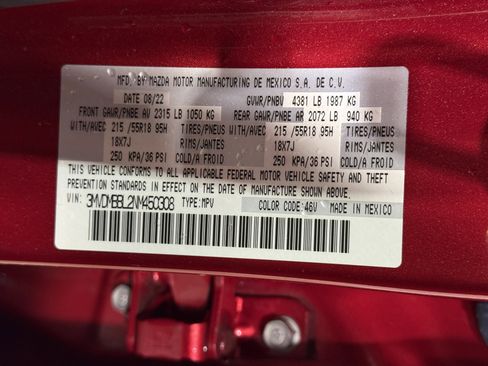 MFD. BY MAZDA MOTOR MANUFACTURING DE MEXICO S.A. DE C.V.
DATE 08/22 GVWR/PNBV 4381 LB 1987 KG
FRONT GAWR/PNBE AV 2315 LB 1050 KG REAR GAWR/PNBE AR 2072 LB 940 KG
WITH/AVEC 215 /55R18 95H TIRES/PNEUS WITH/AVEC 215 /55R18 95H TIRES/PNEUS
18X7J RIMS/JANTES 18X7J RIMS/JANTES
250 KPA/36 PSI COLD/A FROID 250 KPA/36 PSI COLD/A FROID
THIS VEHICLE CONFORMS TO ALL APPLICABLE FEDERAL MOTOR VEHICLE SAFETY AND THEFT
PREVENTION STANDARDS IN EFFECT ON THE DATE OF MANUFACTURE SHOWN ABOVE.
VIN: 3MVDMBBL2NM450308 TYPE:MPV COLOR CODE:46V MADE IN MEXICO